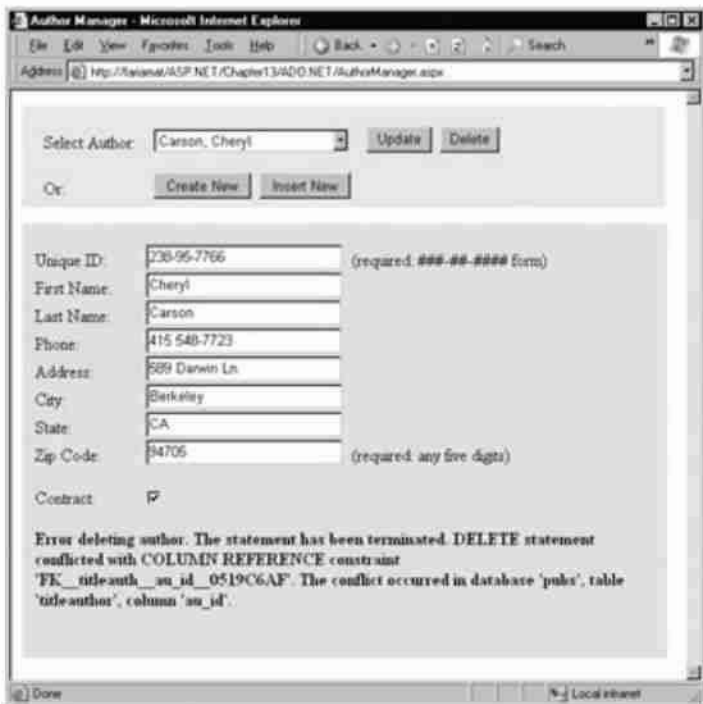 Author Manager - Microsoft Internet Explorer
File Edit View Favorites Tools Help Back Search
Address http://fariamat/ASP.NET/Chapter13/ADO.NET/AuthorManager.aspx
Select Author: Carson, Cheryl Update Delete
Or: Create New Insert New
Unique ID: 238-95-7766 (required: ###-##-#### form)
First Name: Cheryl
Last Name: Carson
Phone: 415 548-7723
Address: 589 Darwin Ln.
City: Berkeley
State: CA
Zip Code: 94705 (required: any five digits)
Contract:
Error deleting author. The statement has been terminated. DELETE statement
conflicted with COLUMN REFERENCE constraint
'FK__titleauth__au_id__0519C6AF'. The conflict occurred in database 'pubs', table
'titleauthor', column 'au_id'.
Done Local intranet